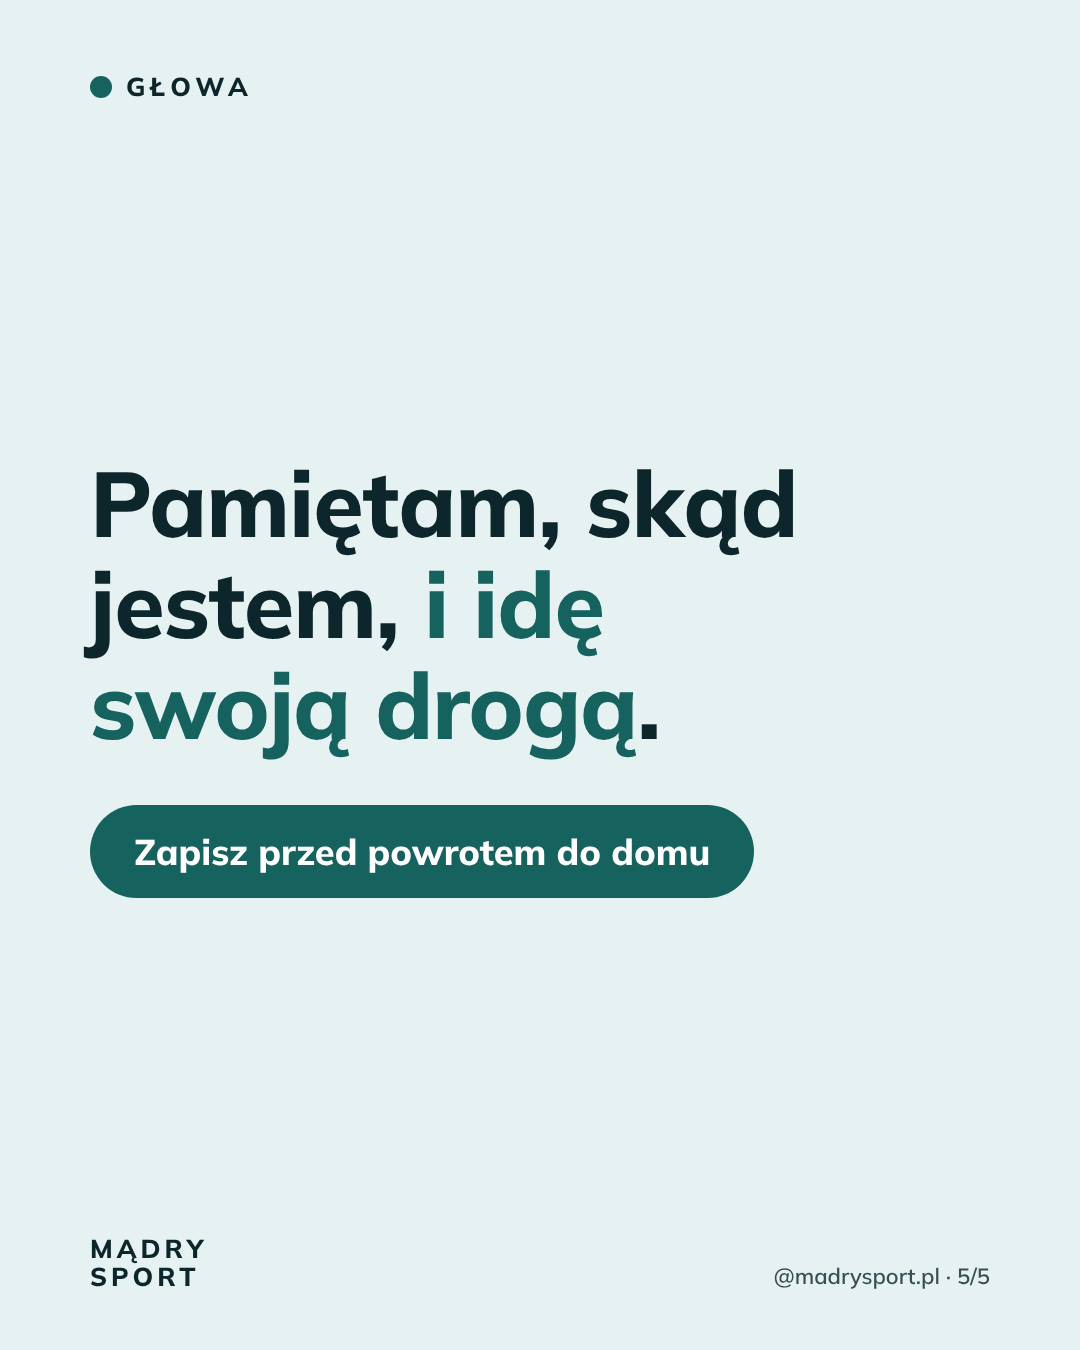 GŁOWA
Pamiętam, skąd
jestem, i idę
swoją drogą.
Zapisz przed powrotem do domu
MĄDRY
SPORT
@madrysport.pl · 5/5